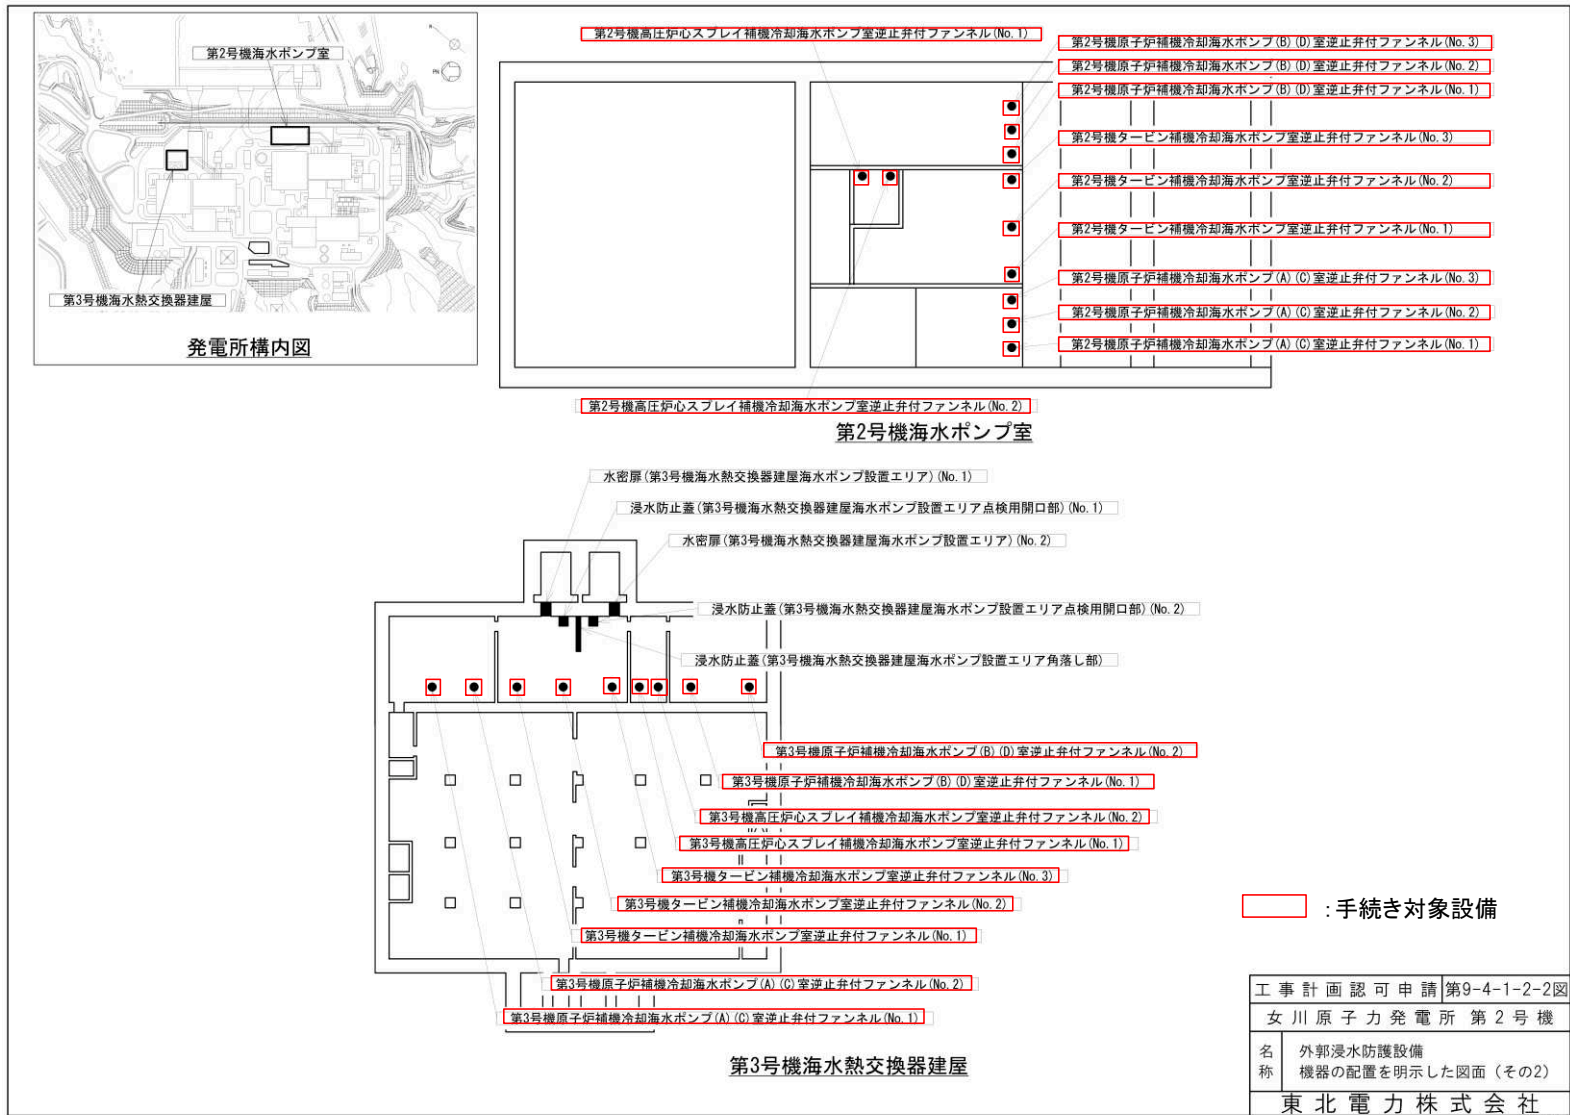 第2号機海水ポンプ室
第3号機海水熱交換器建屋
発電所構内図
第2号機高圧炉心スプレイ補機冷却海水ポンプ室逆止弁付ファンネル(No.1)
第2号機原子炉補機冷却海水ポンプ(B)(D)室逆止弁付ファンネル(No.3)
第2号機原子炉補機冷却海水ポンプ(B)(D)室逆止弁付ファンネル(No.2)
第2号機原子炉補機冷却海水ポンプ(B)(D)室逆止弁付ファンネル(No.1)
第2号機タービン補機冷却海水ポンプ室逆止弁付ファンネル(No.3)
第2号機タービン補機冷却海水ポンプ室逆止弁付ファンネル(No.2)
第2号機タービン補機冷却海水ポンプ室逆止弁付ファンネル(No.1)
第2号機原子炉補機冷却海水ポンプ(A)(C)室逆止弁付ファンネル(No.3)
第2号機原子炉補機冷却海水ポンプ(A)(C)室逆止弁付ファンネル(No.2)
第2号機原子炉補機冷却海水ポンプ(A)(C)室逆止弁付ファンネル(No.1)
第2号機高圧炉心スプレイ補機冷却海水ポンプ室逆止弁付ファンネル(No.2)
第2号機海水ポンプ室
水密扉(第3号機海水熱交換器建屋海水ポンプ設置エリア)(No.1)
浸水防止蓋(第3号機海水熱交換器建屋海水ポンプ設置エリア点検用開口部)(No.1)
水密扉(第3号機海水熱交換器建屋海水ポンプ設置エリア)(No.2)
浸水防止蓋(第3号機海水熱交換器建屋海水ポンプ設置エリア点検用開口部)(No.2)
浸水防止蓋(第3号機海水熱交換器建屋海水ポンプ設置エリア角落し部)
第3号機原子炉補機冷却海水ポンプ(B)(D)室逆止弁付ファンネル(No.2)
第3号機原子炉補機冷却海水ポンプ(B)(D)室逆止弁付ファンネル(No.1)
第3号機高圧炉心スプレイ補機冷却海水ポンプ室逆止弁付ファンネル(No.2)
第3号機高圧炉心スプレイ補機冷却海水ポンプ室逆止弁付ファンネル(No.1)
第3号機タービン補機冷却海水ポンプ室逆止弁付ファンネル(No.3)
第3号機タービン補機冷却海水ポンプ室逆止弁付ファンネル(No.2)
第3号機タービン補機冷却海水ポンプ室逆止弁付ファンネル(No.1)
第3号機原子炉補機冷却海水ポンプ(A)(C)室逆止弁付ファンネル(No.2)
第3号機原子炉補機冷却海水ポンプ(A)(C)室逆止弁付ファンネル(No.1)
第3号機海水熱交換器建屋
:手続き対象設備
工事計画認可申請 第9-4-1-2-2図
女川原子力発電所 第2号機
名称 外郭浸水防護設備
機器の配置を明示した図面(その2)
東北電力株式会社